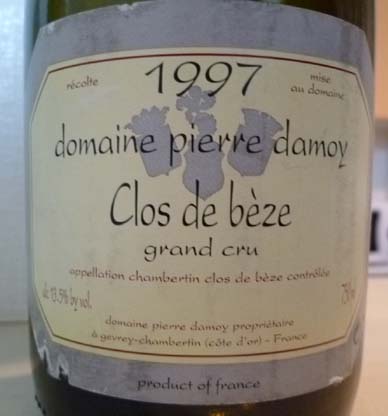 récolte
1997
mise
au domaine
domaine pierre damoy
Clos de bèze
grand cru
appellation chambertin clos de bèze contrôlée
alc 13.5% by vol.
domaine pierre damoy propriétaire
à gevrey-chambertin (côte d'or) - France
product of france